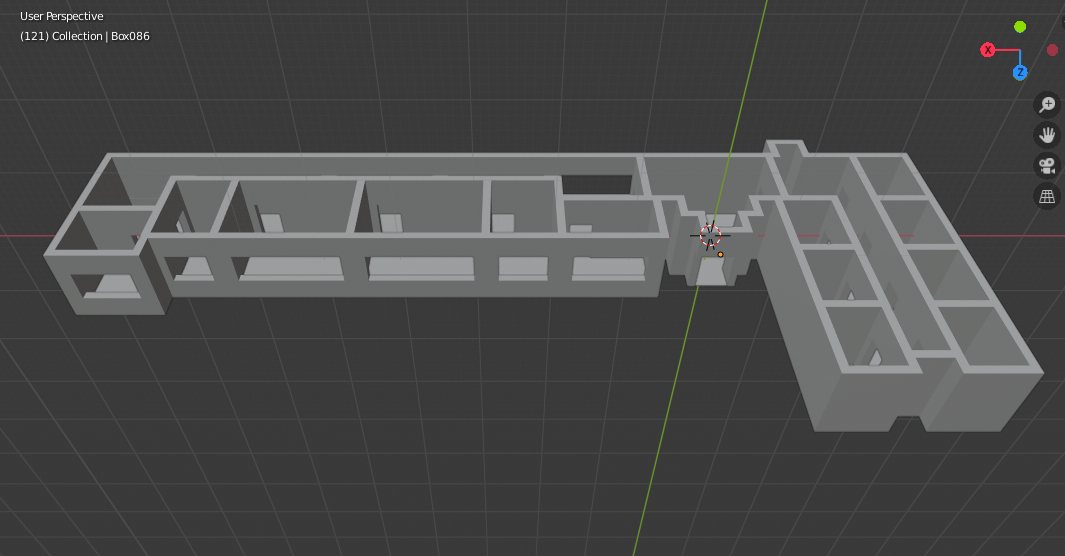 User Perspective
(121) Collection | Box086
X
Z